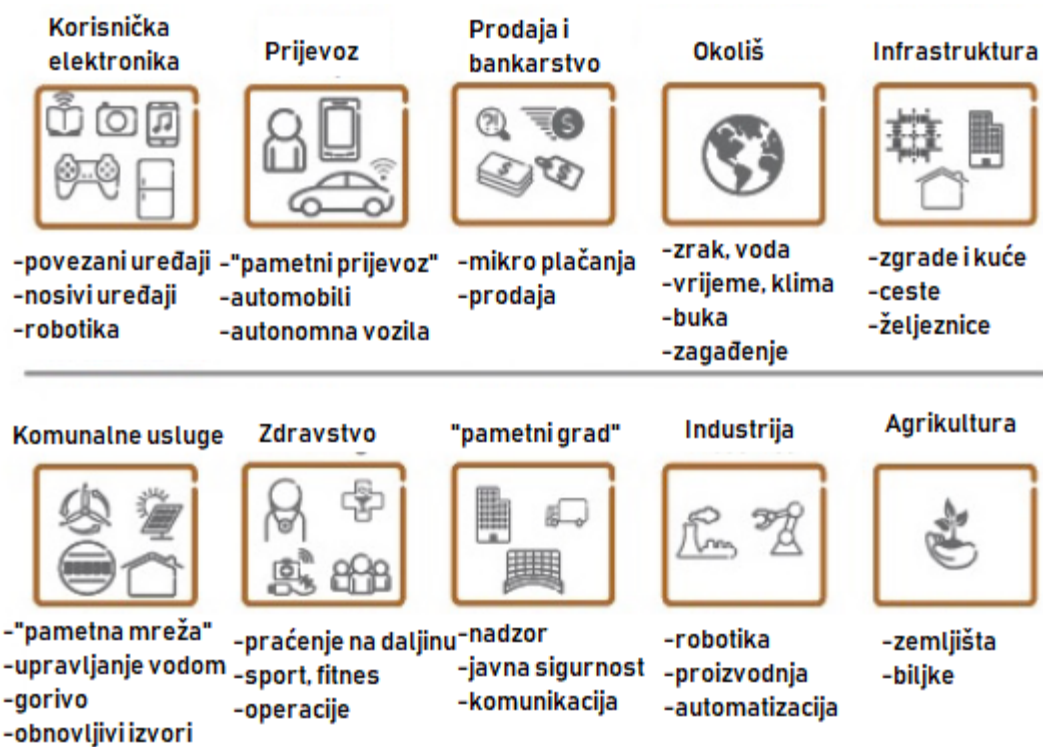 Korisnička
elektronika
-povezani uređaji
-nosivi uređaji
-robotika
Prijevoz
-"pametni prijevoz"
-automobili
-autonomna vozila
Prodaja i
bankarstvo
?!
$
$
$
-mikro plačanja
-prodaja
Okoliš
-zrak, voda
-vrijeme, klima
-buka
-zagađenje
Infrastruktura
-zgrade i kuće
-ceste
-željeznice
Komunalne usluge
-"pametna mreža"
-upravljanje vodom
-gorivo
-obnovljivi izvori
Zdravstvo
-praćenje na daljinu
-sport, fitnes
-operacije
"pametni grad"
-nadzor
-javna sigurnost
-komunikacija
Industrija
-robotika
-proizvodnja
-automatizacija
Agrikultura
-zemljišta
-biljke